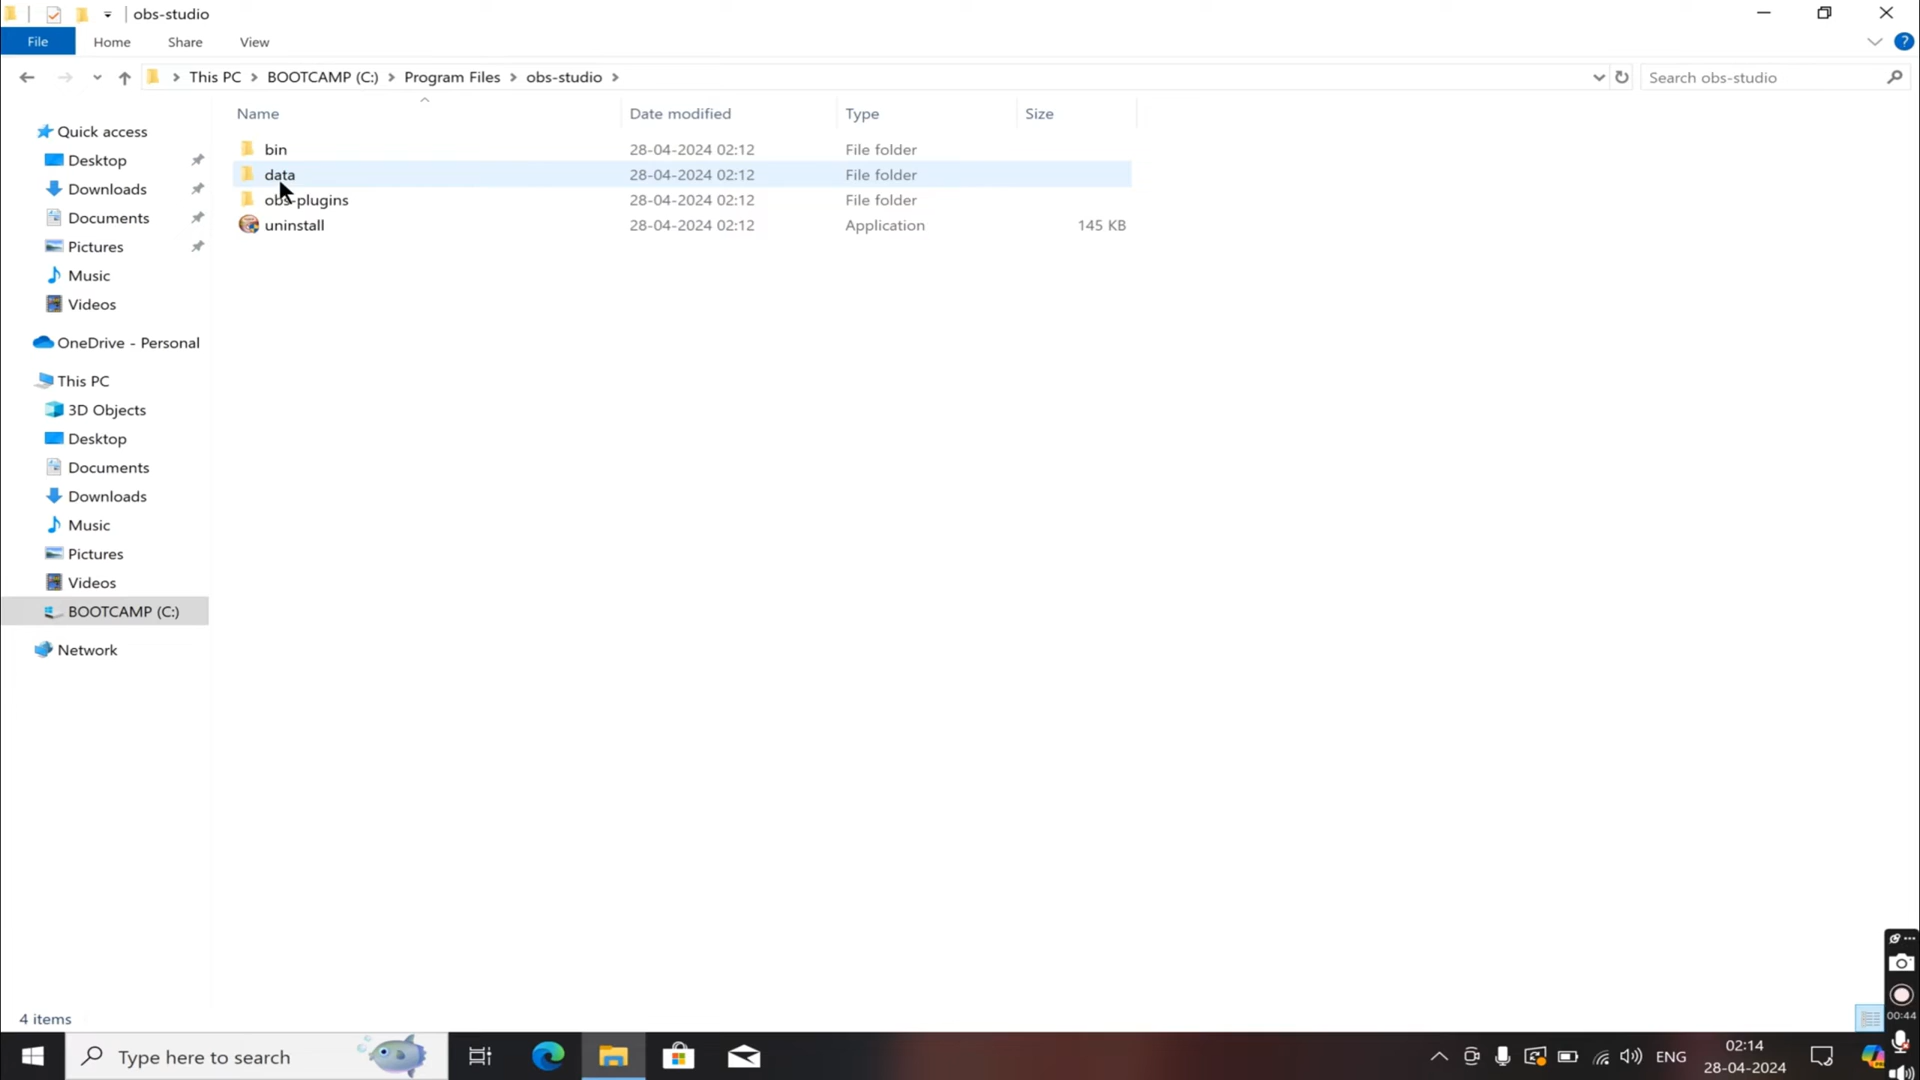 obs-studio
File Home Share View
This PC BOOTCAMP (C:) Program Files obs-studio Search obs-studio
Name Date modified Type Size
bin 28-04-2024 02:12 File folder
data 28-04-2024 02:12 File folder
obs-plugins 28-04-2024 02:12 File folder
uninstall 28-04-2024 02:12 Application 145 KB
Quick access
Desktop
Downloads
Documents
Pictures
Music
Videos
OneDrive - Personal
This PC
3D Objects
Desktop
Documents
Downloads
Music
Pictures
Videos
BOOTCAMP (C:)
Network
4 items
00:44
Type here to search
ENG
02:14
28-04-2024